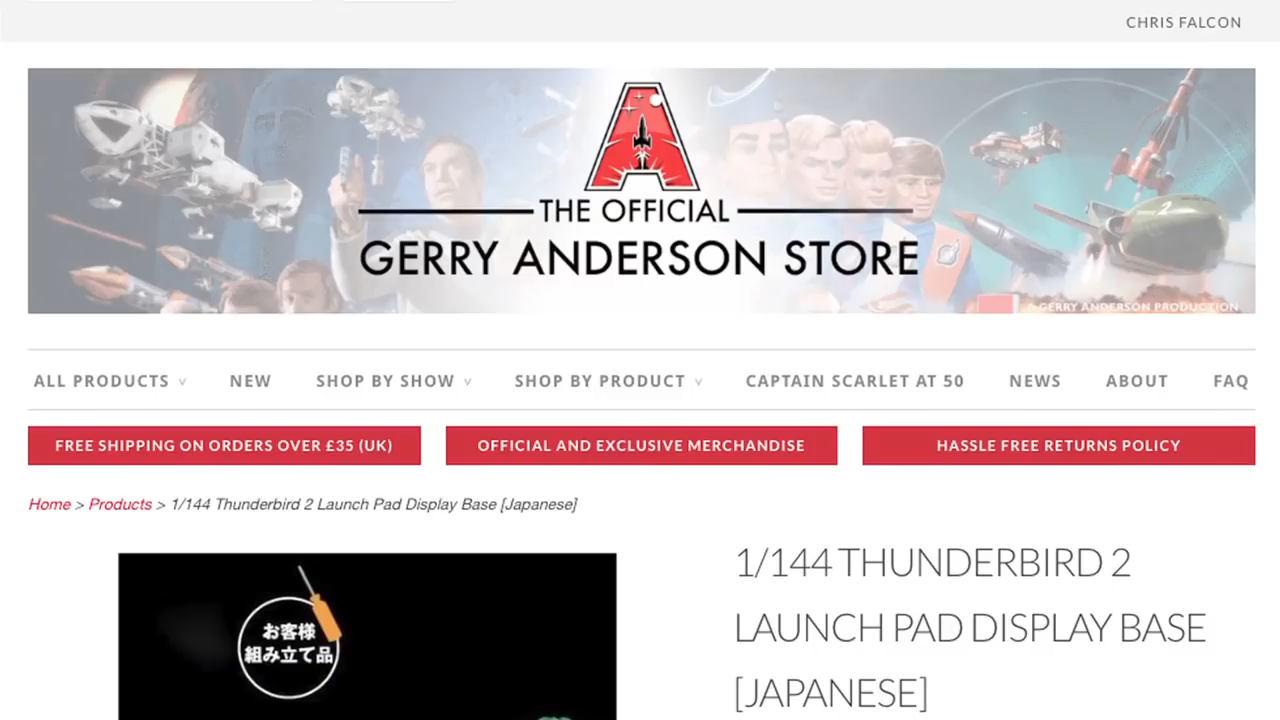 CHRIS FALCON
THE OFFICIAL
GERRY ANDERSON STORE
A GERRY ANDERSON PRODUCTION
ALL PRODUCTS NEW SHOP BY SHOW SHOP BY PRODUCT CAPTAIN SCARLET AT 50 NEWS ABOUT FAQ
FREE SHIPPING ON ORDERS OVER £35 (UK) OFFICIAL AND EXCLUSIVE MERCHANDISE HASSLE FREE RETURNS POLICY
Home > Products > 1/144 Thunderbird 2 Launch Pad Display Base [Japanese]
1/144 THUNDERBIRD 2
LAUNCH PAD DISPLAY BASE
[JAPANESE]
お客様
組み立て品